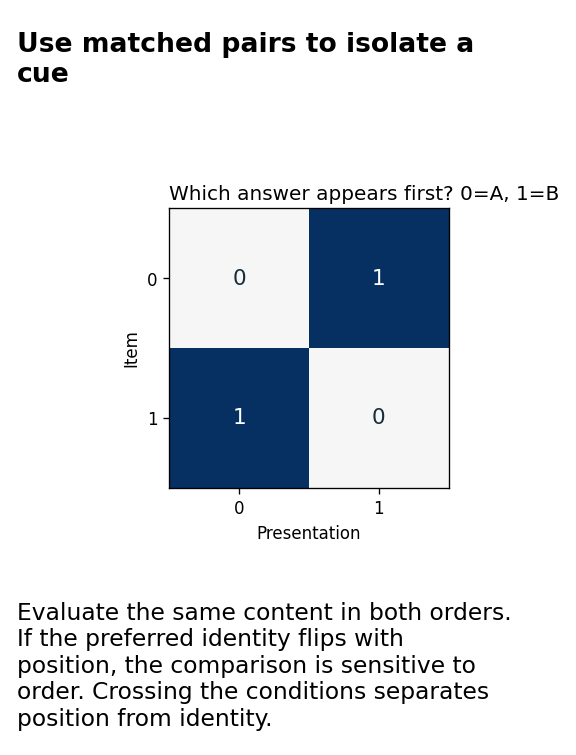 Use matched pairs to isolate a
cue
Which answer appears first? 0=A, 1=B
0
0 1
Item
1
1 0
0 1
Presentation
Evaluate the same content in both orders.
If the preferred identity flips with
position, the comparison is sensitive to
order. Crossing the conditions separates
position from identity.